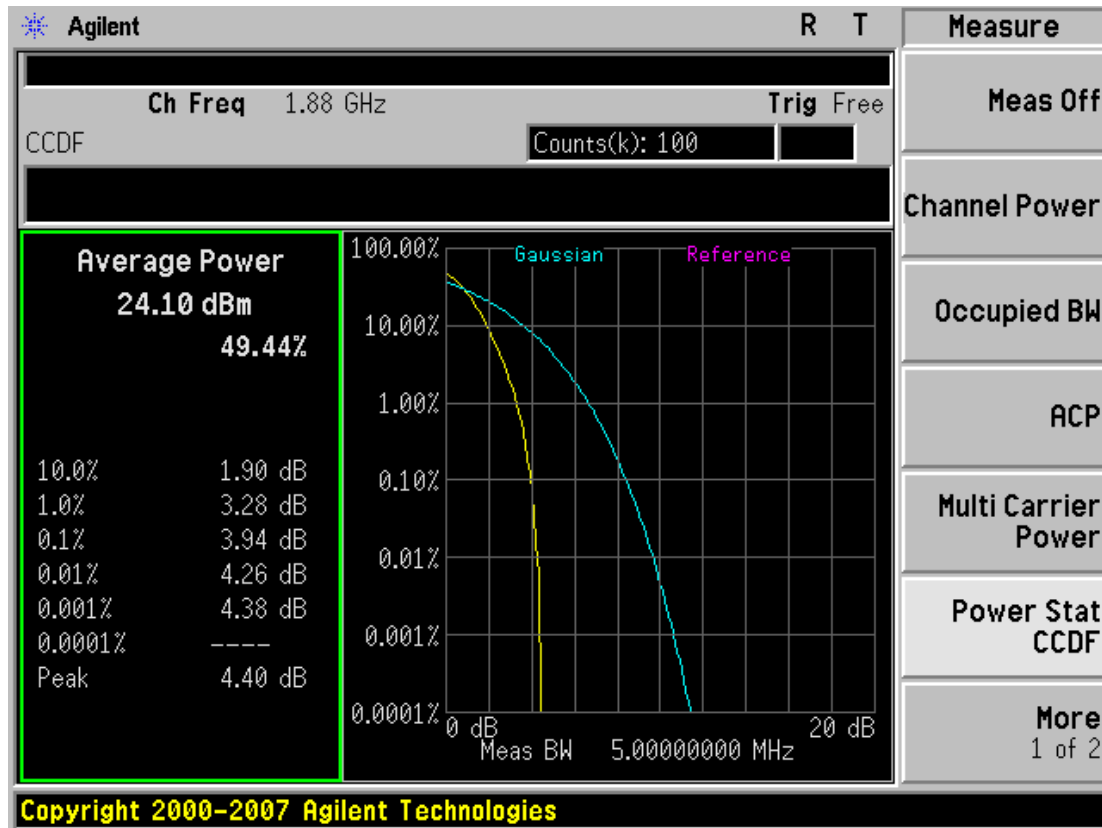 Agilent
R T
Measure
Ch Freq 1.88 GHz
Trig Free
CCDF
Counts(k): 100
Average Power
24.10 dBm
49.44%
10.0% 1.90 dB
1.0% 3.28 dB
0.1% 3.94 dB
0.01% 4.26 dB
0.001% 4.38 dB
0.0001% ----
Peak 4.40 dB
Gaussian
Reference
100.00%
10.00%
1.00%
0.10%
0.01%
0.001%
0.0001%
0 dB
20 dB
Meas BW 5.00000000 MHz
Meas Off
Channel Power
Occupied BW
ACP
Multi Carrier
Power
Power Stat
CCDF
More
1 of 2
Copyright 2000-2007 Agilent Technologies